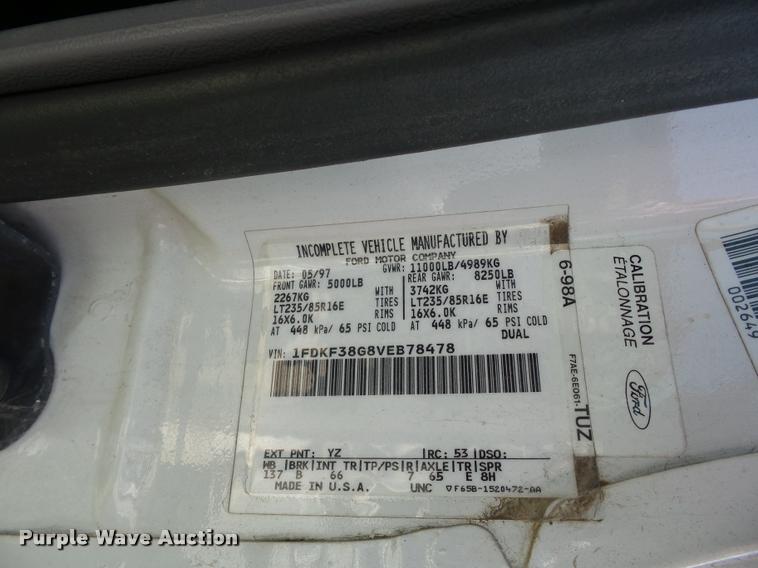 INCOMPLETE VEHICLE MANUFACTURED BY
FORD MOTOR COMPANY
DATE: 05/97 GVWR: 11000LB/4989KG
FRONT GAWR: 5000LB REAR GAWR: 8250LB
2267KG WITH 3742KG WITH
LT235/85R16E TIRES LT235/85R16E TIRES
16X6.0K RIMS 16X6.0K RIMS
AT 448 kPa/ 65 PSI COLD AT 448 kPa/ 65 PSI COLD
DUAL
VIN: 1FDKF38G8VEB78478
EXT PNT: YZ RC: 53 DSO:
WB BRK INT TR TP/PS R AXLE TR SPR
137 B 66 7 65 E 8H
MADE IN U.S.A. UNC ▽F65B-1520472-AA
6-98A
F7AE-6E061-TUZ
CALIBRATION
ÉTALONNAGE
Ford
002649
Purple Wave Auction®